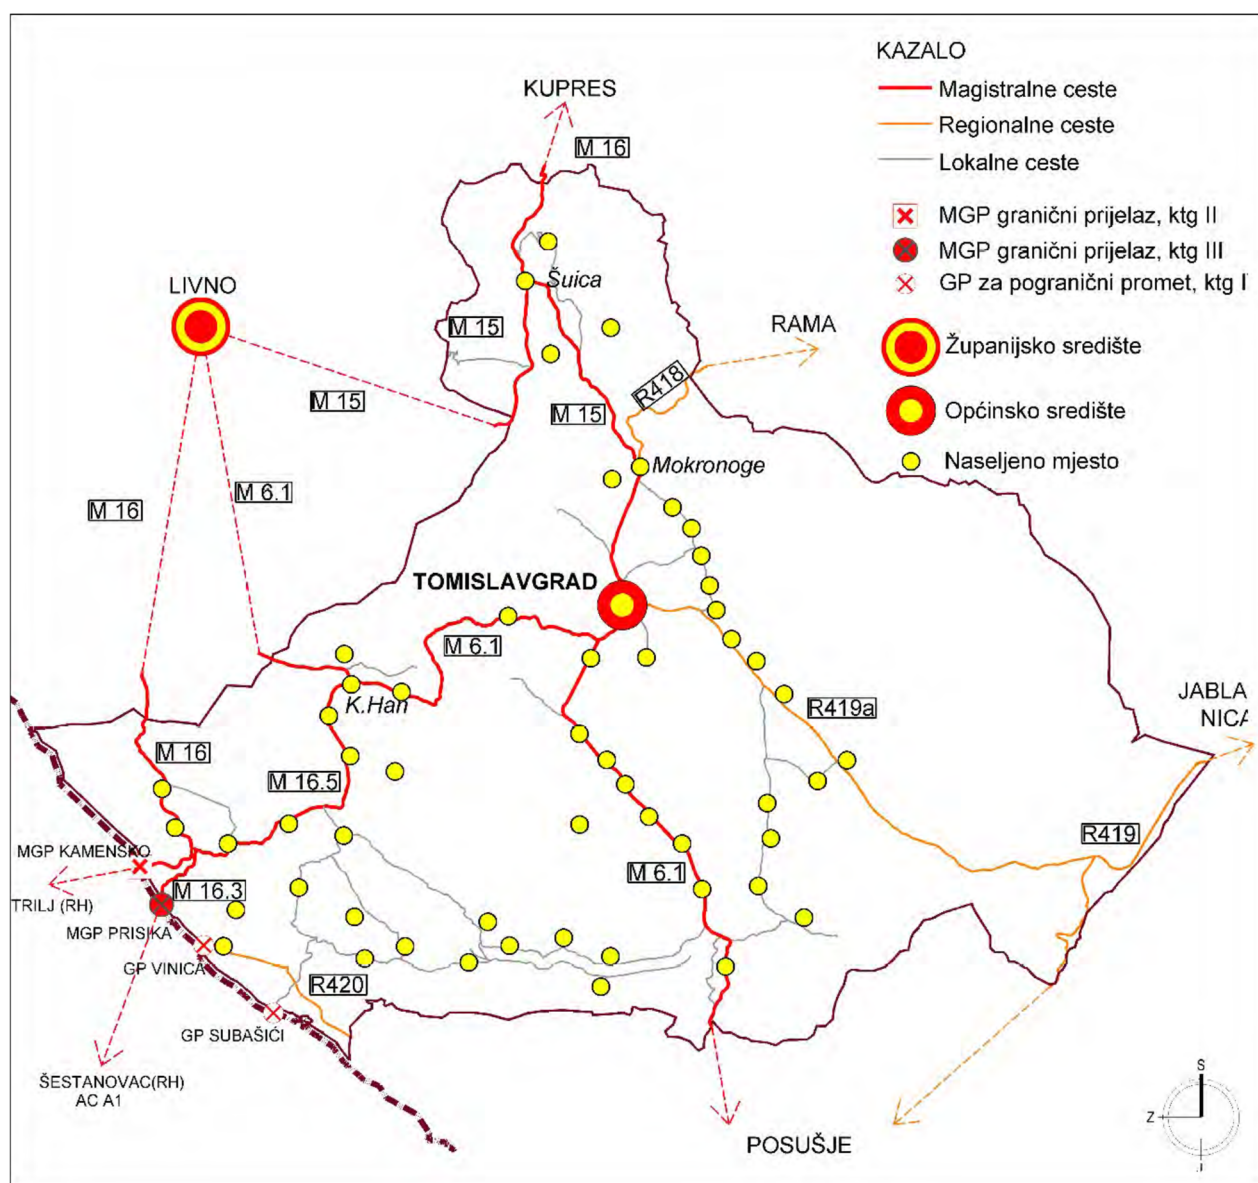 KAZALO
Magistralne ceste
Regionalne ceste
Lokalne ceste
MGP granični prijelaz, ktg II
MGP granični prijelaz, ktg III
GP za pogranični promet, ktg I
Županijsko središte
Općinsko središte
Naseljeno mjesto
KUPRES
M 16
Šuica
LIVNO
M 15
RAMA
R418
M 15
M 15
Mokronoge
M 6.1
M 16
TOMISLAVGRAD
M 6.1
K.Han
R419a
JABLA
NICA
M 16
M 16.5
R419
MGP KAMENSKO
M 6.1
M 16.3
TRILJ (RH)
MGP PRISIKA
GP VINICA
R420
GP SUBAŠIĆI
ŠESTANOVAC(RH)
AC A1
POSUŠJE
S
Z
J